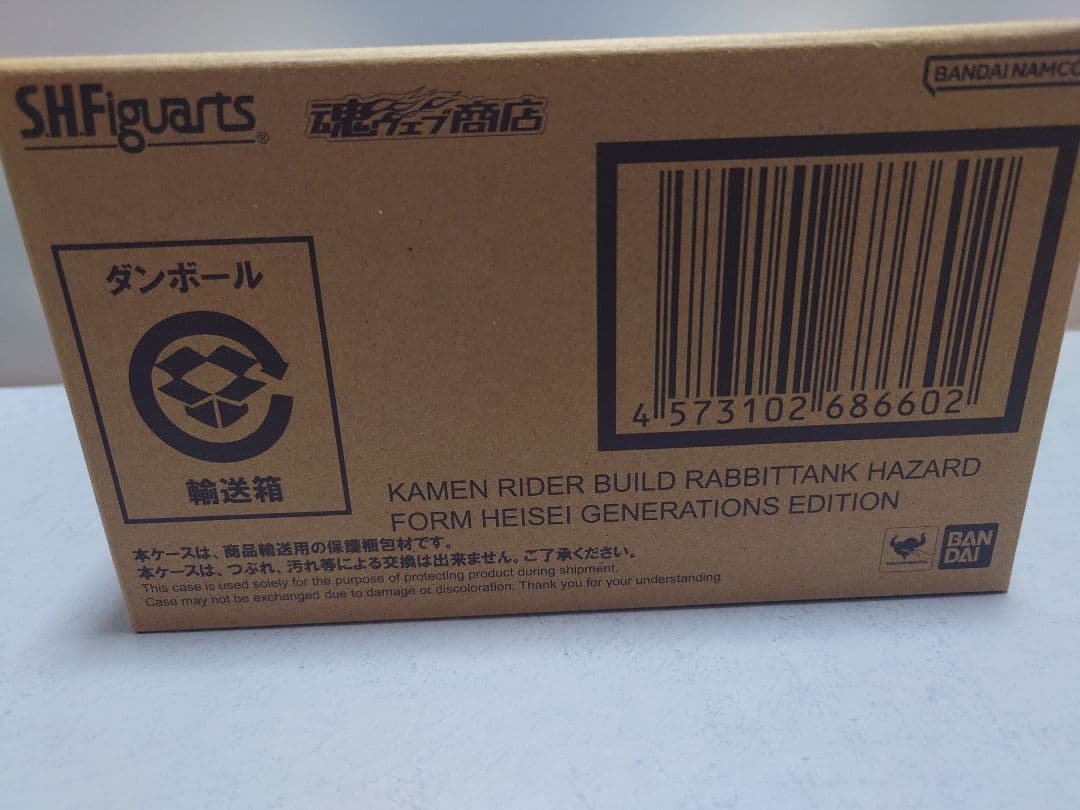 S.H.Figuarts®
魂ウェブ商店
BANDAI NAMCO
ダンボール
輸送箱
4 573102 686602
KAMEN RIDER BUILD RABBITTANK HAZARD
FORM HEISEI GENERATIONS EDITION
本ケースは、商品輸送用の保護梱包材です。
本ケースは、つぶれ、汚れ等による交換は出来ません。ご了承ください。
This case is used solely for the purpose of protecting product during shipment.
Case may not be exchanged due to damage or discoloration. Thank you for your understanding.
BAN
DAI